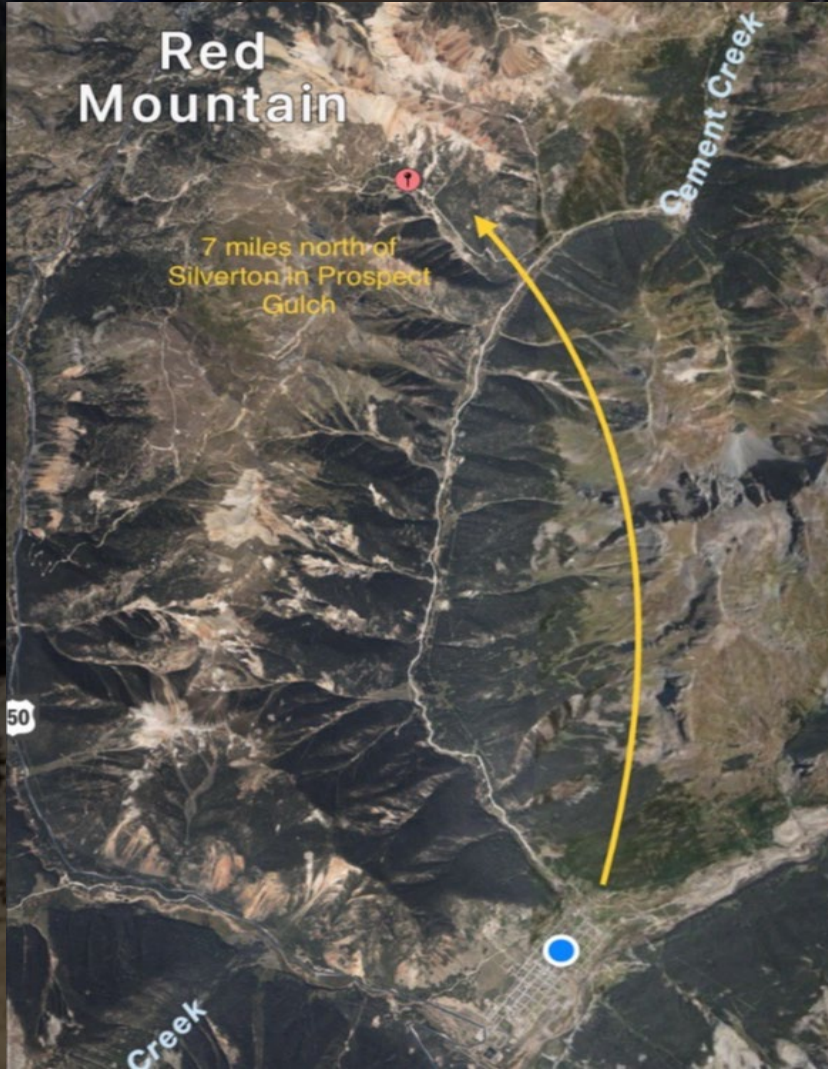 Red
Mountain
Cement Creek
7 miles north of
Silverton in Prospect
Gulch
50
Creek